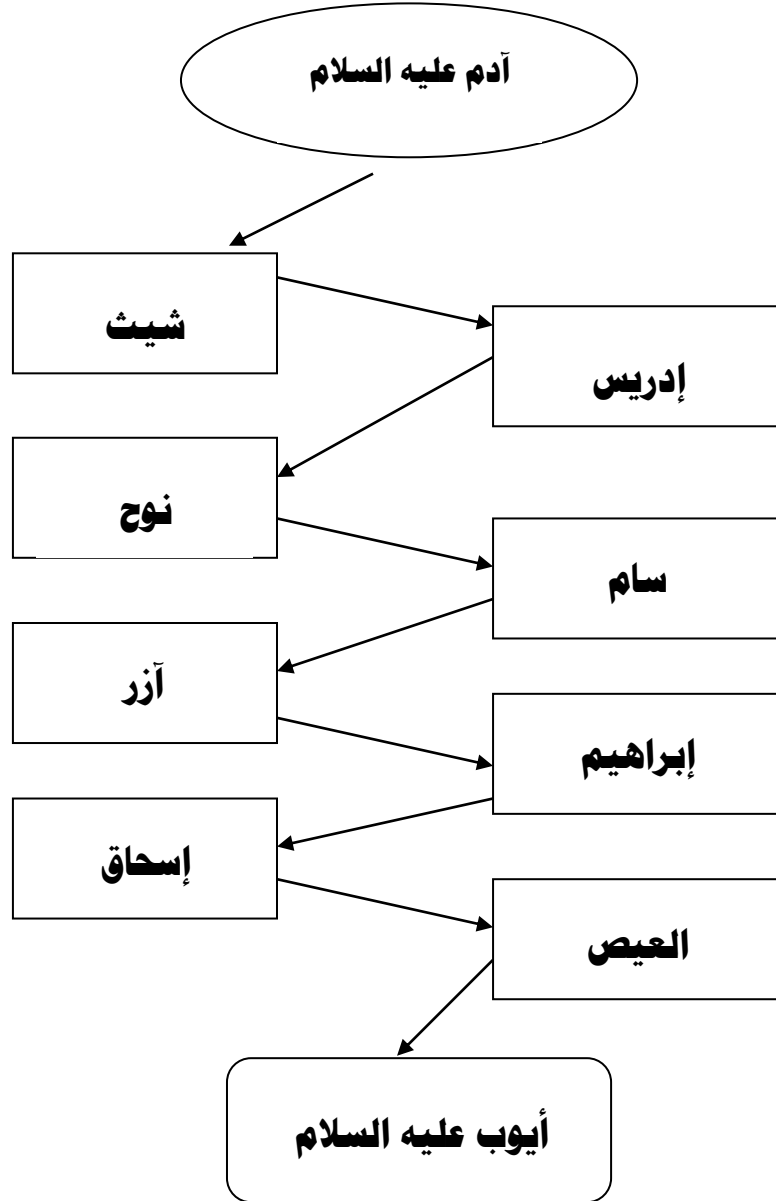 آدم عليه السلام
شيث
إدريس
نوح
سام
آزر
إبراهيم
إسحاق
العيص
أيوب عليه السلام